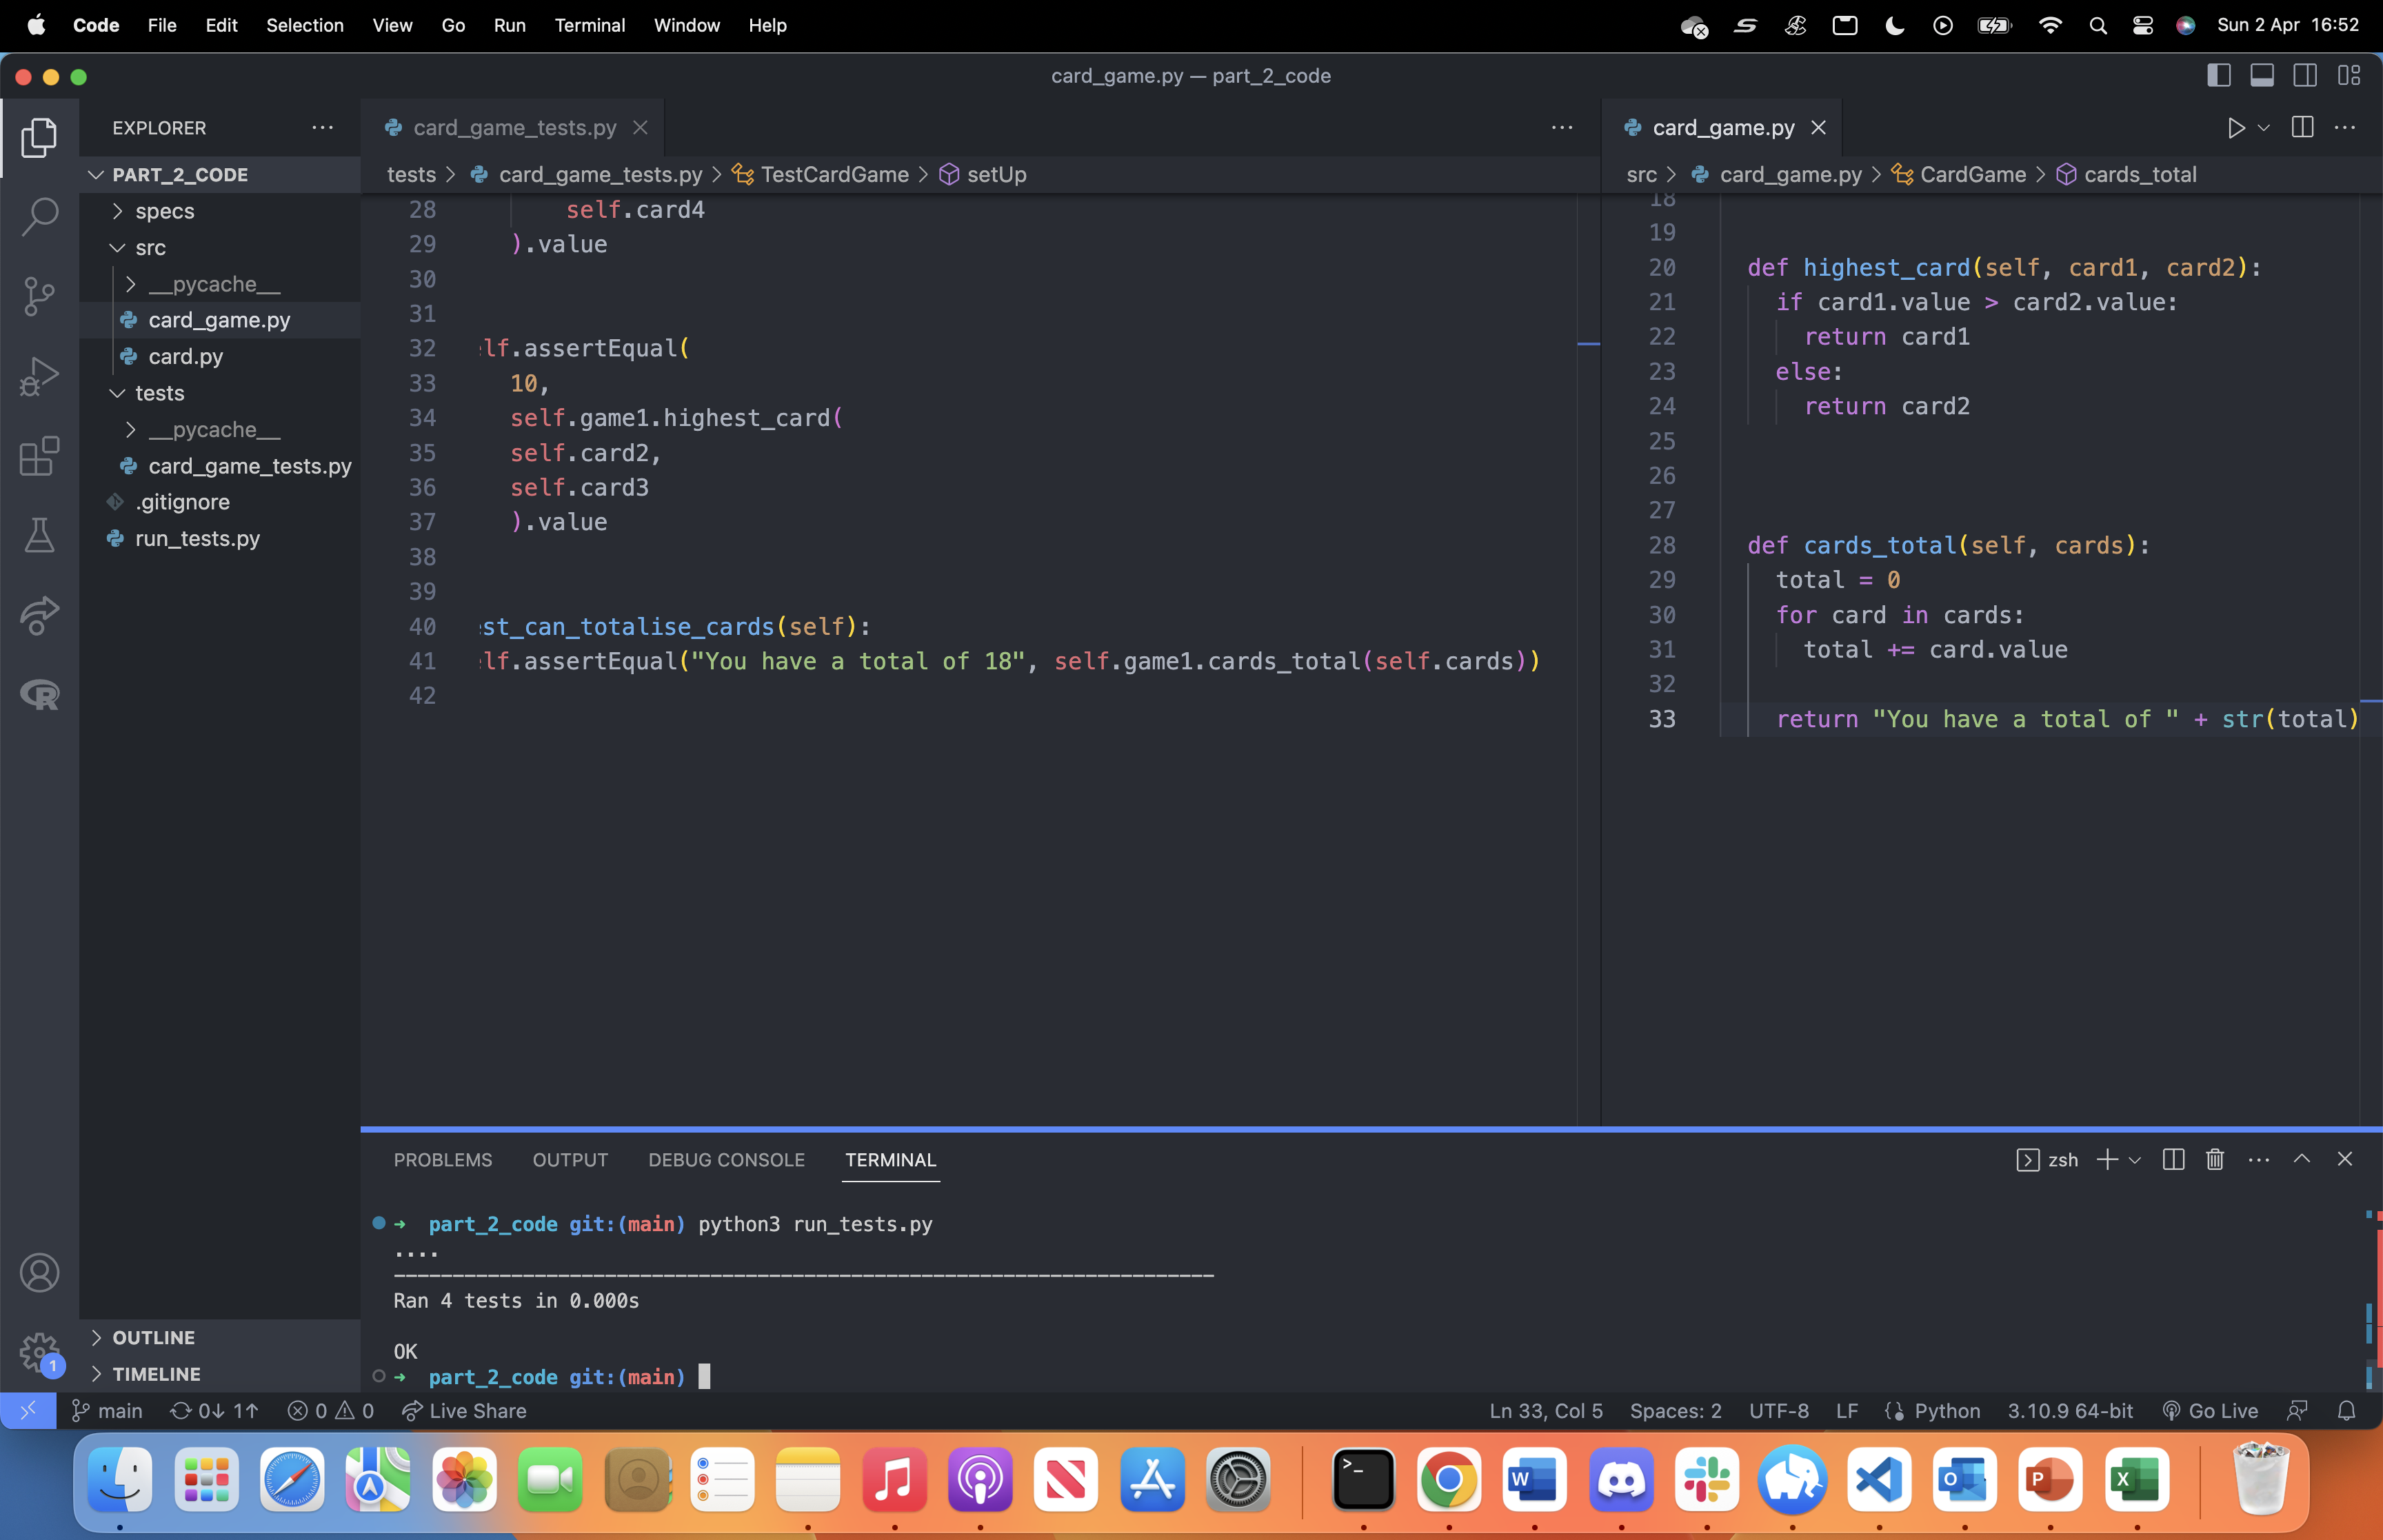 Code File Edit Selection View Go Run Terminal Window Help Sun 2 Apr 16:52
card_game.py — part_2_code
EXPLORER
PART_2_CODE
specs
src
__pycache__
card_game.py
card.py
tests
__pycache__
card_game_tests.py
.gitignore
run_tests.py
OUTLINE
TIMELINE
1
card_game_tests.py
tests > card_game_tests.py > TestCardGame > setUp
28 self.card4
29 ).value
30
31
32 lf.assertEqual(
33 10,
34 self.game1.highest_card(
35 self.card2,
36 self.card3
37 ).value
38
39
40 st_can_totalise_cards(self):
41 lf.assertEqual("You have a total of 18", self.game1.cards_total(self.cards))
42
card_game.py
src > card_game.py > CardGame > cards_total
18
19
20 def highest_card(self, card1, card2):
21 if card1.value > card2.value:
22 return card1
23 else:
24 return card2
25
26
27
28 def cards_total(self, cards):
29 total = 0
30 for card in cards:
31 total += card.value
32
33 return "You have a total of " + str(total)
PROBLEMS OUTPUT DEBUG CONSOLE TERMINAL zsh
➜ part_2_code git:(main) python3 run_tests.py
....
----------------------------------------------------------------------
Ran 4 tests in 0.000s
OK
➜ part_2_code git:(main)
main 0↓ 1↑ 0 0 Live Share Ln 33, Col 5 Spaces: 2 UTF-8 LF Python 3.10.9 64-bit Go Live
>_ W O P X